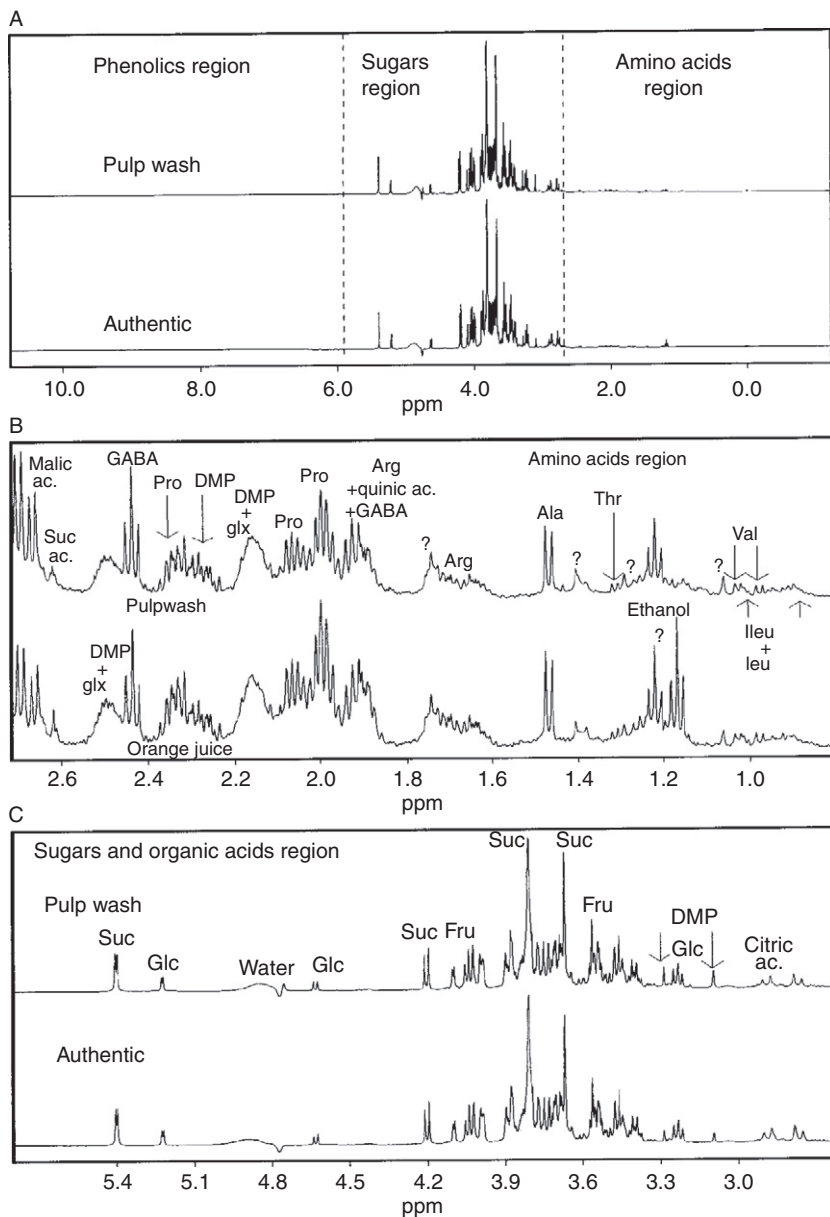 A
Phenolics region
Sugars
region
Amino acids
region
Pulp wash
Authentic
10.0 8.0 6.0 4.0 2.0 0.0
ppm
B
Malic
ac.
Suc
ac.
GABA
Pro
DMP
DMP
+
glx
Pro
Pro
Arg
+quinic ac.
+GABA
Amino acids region
?
Arg
Ala
?
Thr
?
?
Val
Ileu
+
leu
Pulpwash
DMP
+
glx
Ethanol
?
Orange juice
2.6 2.4 2.2 2.0 1.8 1.6 1.4 1.2 1.0
ppm
C
Sugars and organic acids region
Pulp wash
Suc
Glc
Water
Glc
Suc
Fru
Suc
Suc
Fru
DMP
Glc
Citric
ac.
Authentic
5.4 5.1 4.8 4.5 4.2 3.9 3.6 3.3 3.0
ppm